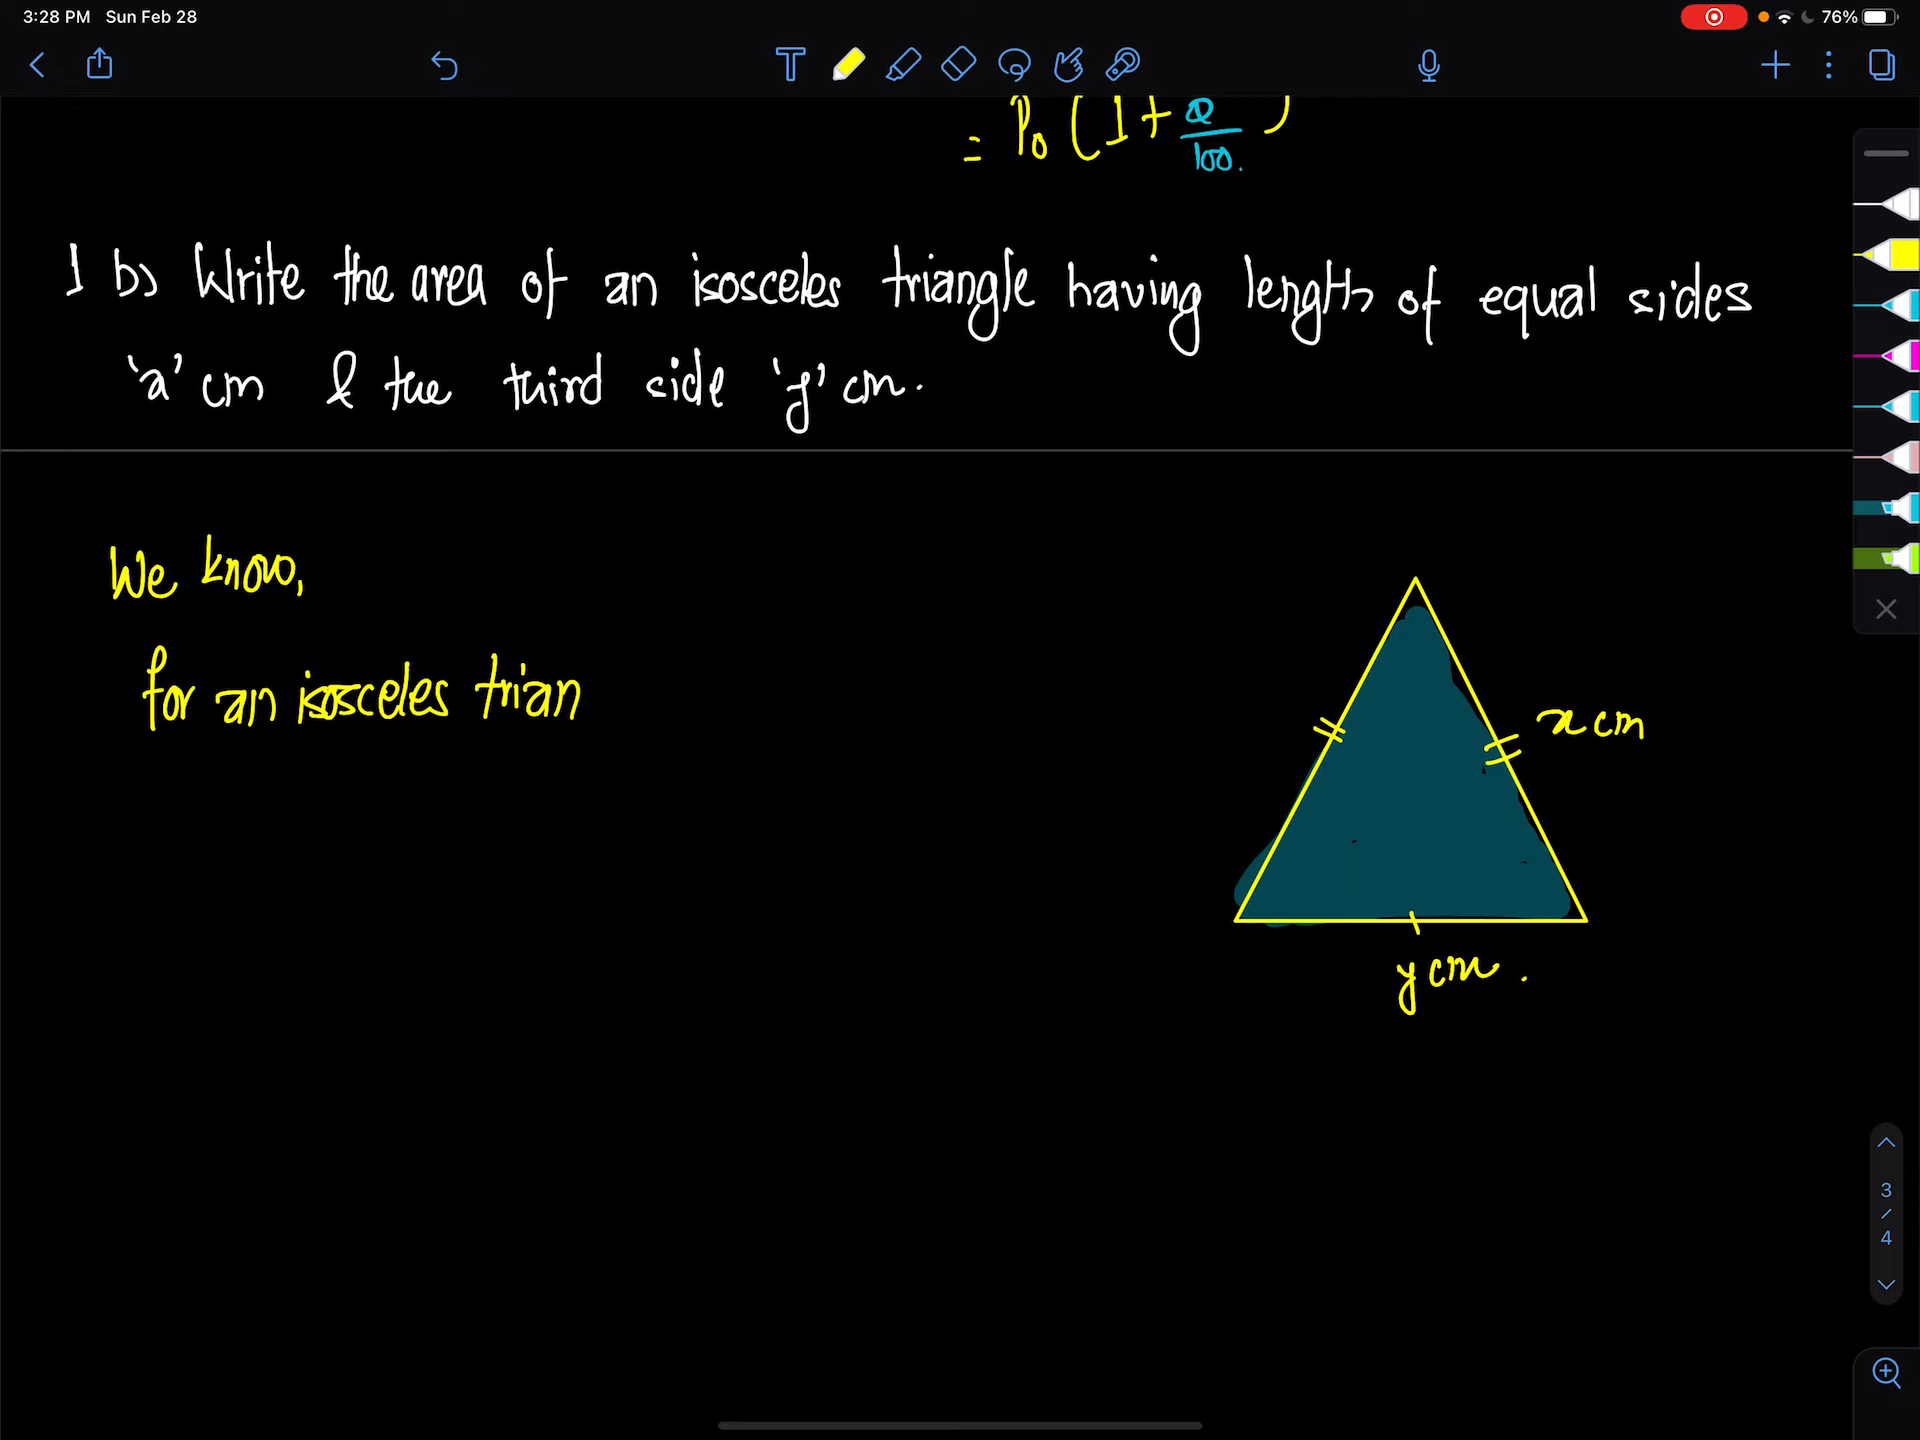 3:28 PM Sun Feb 28
76%
= P₀ (1 + R/100.)
1 b) Write the area of an isosceles triangle having length of equal sides
'x' cm & the third side 'y' cm.
We know,
for an isosceles trian
x cm
y cm.
3
/
4